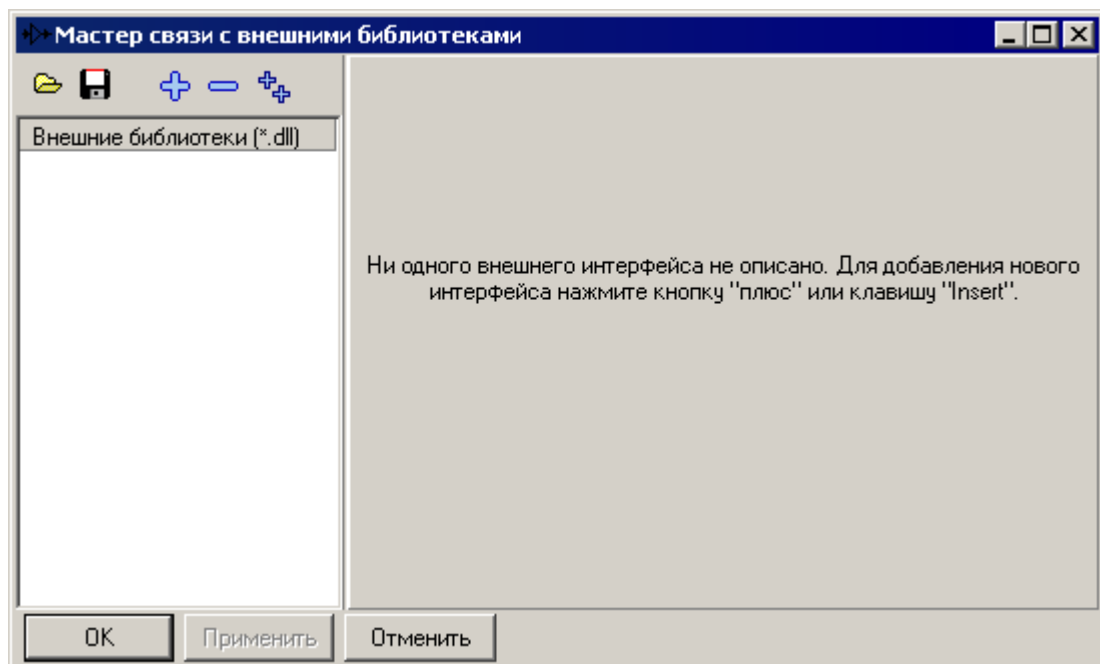 Мастер связи с внешними библиотеками
Внешние библиотеки (*.dll)
Ни одного внешнего интерфейса не описано. Для добавления нового
интерфейса нажмите кнопку "плюс" или клавишу "Insert".
OK
Применить
Отменить